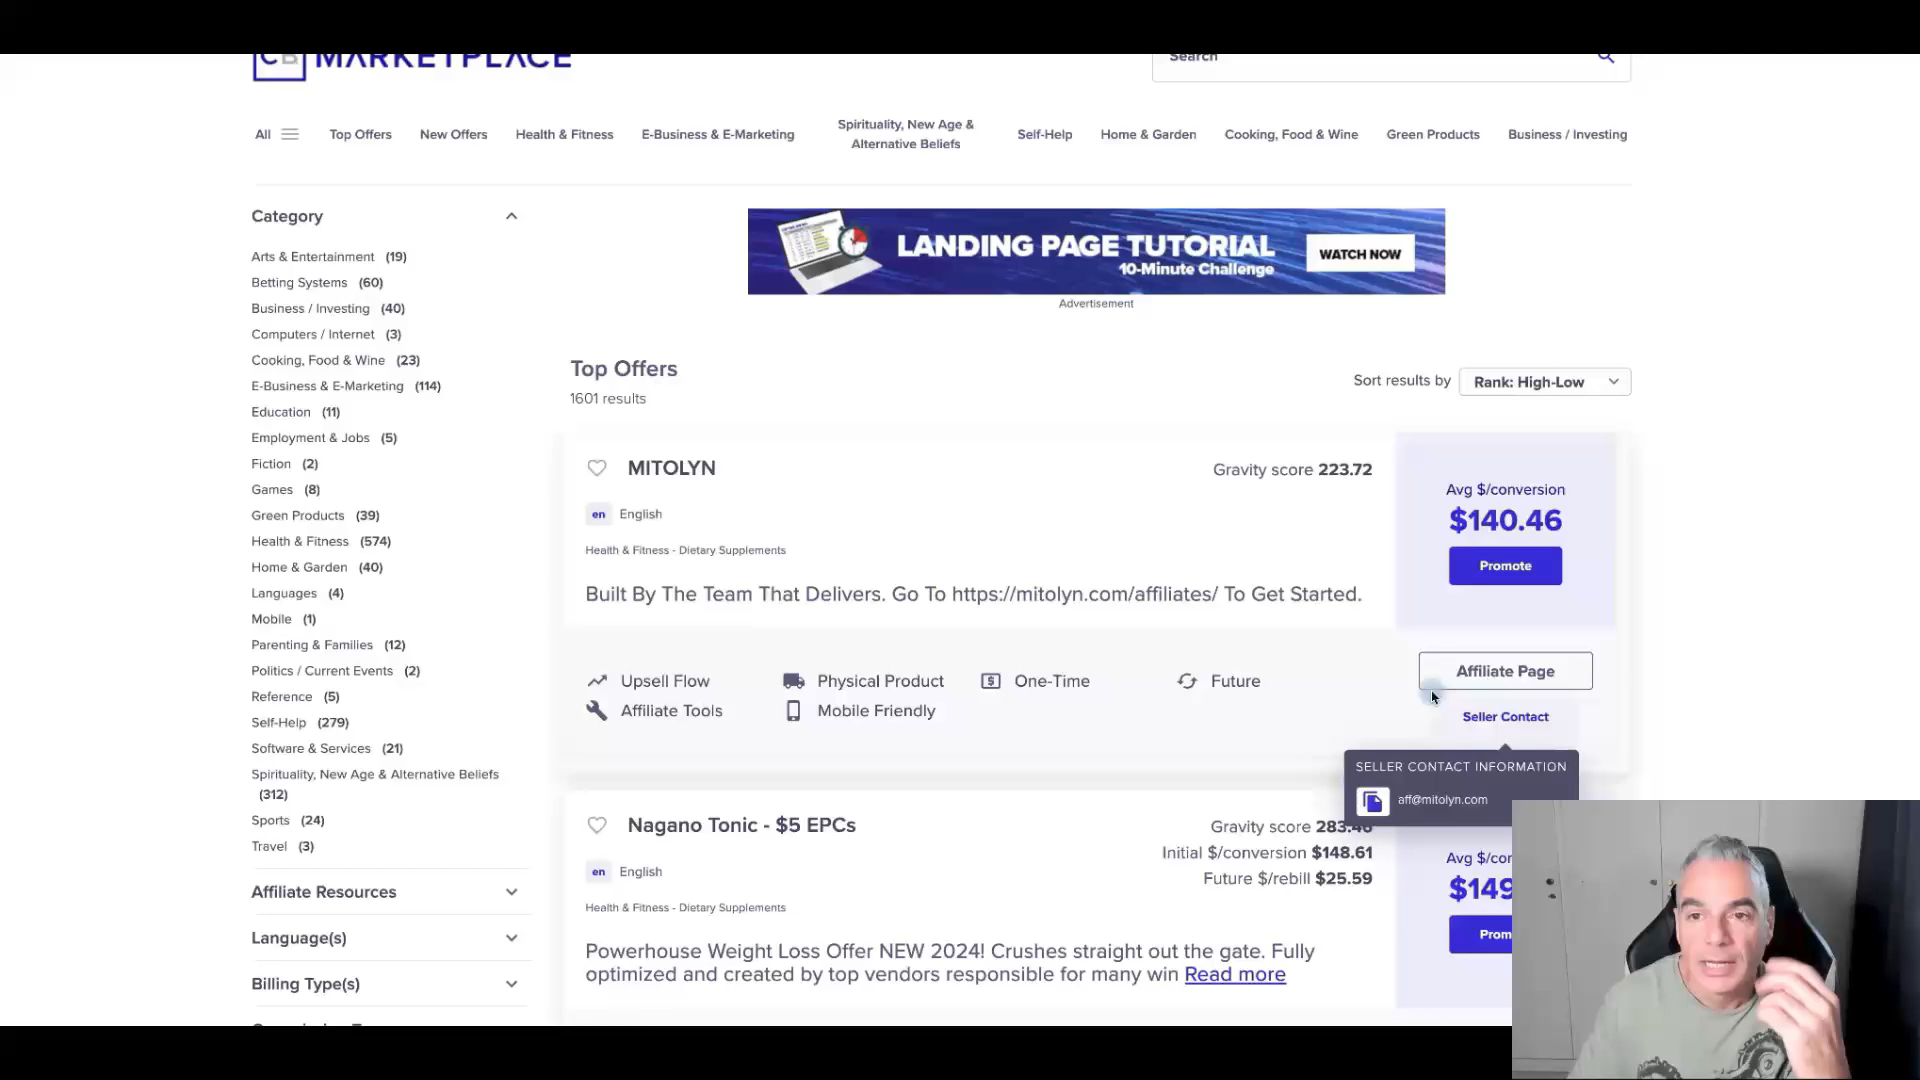 CB MARKETPLACE
Search
All
Top Offers
New Offers
Health & Fitness
E-Business & E-Marketing
Spirituality, New Age &
Alternative Beliefs
Self-Help
Home & Garden
Cooking, Food & Wine
Green Products
Business / Investing
Category
Arts & Entertainment (19)
Betting Systems (60)
Business / Investing (40)
Computers / Internet (3)
Cooking, Food & Wine (23)
E-Business & E-Marketing (114)
Education (11)
Employment & Jobs (5)
Fiction (2)
Games (8)
Green Products (39)
Health & Fitness (574)
Home & Garden (40)
Languages (4)
Mobile (1)
Parenting & Families (12)
Politics / Current Events (2)
Reference (5)
Self-Help (279)
Software & Services (21)
Spirituality, New Age & Alternative Beliefs
(312)
Sports (24)
Travel (3)
Affiliate Resources
Language(s)
Billing Type(s)
LANDING PAGE TUTORIAL
10-Minute Challenge
WATCH NOW
Advertisement
Top Offers
1601 results
Sort results by Rank: High-Low
MITOLYN
Gravity score 223.72
en English
Health & Fitness - Dietary Supplements
Built By The Team That Delivers. Go To https://mitolyn.com/affiliates/ To Get Started.
Avg $/conversion
$140.46
Promote
Upsell Flow
Physical Product
One-Time
Future
Affiliate Tools
Mobile Friendly
Affiliate Page
Seller Contact
SELLER CONTACT INFORMATION
aff@mitolyn.com
Nagano Tonic - $5 EPCs
Gravity score 283.46
Initial $/conversion $148.61
Future $/rebill $25.59
en English
Health & Fitness - Dietary Supplements
Powerhouse Weight Loss Offer NEW 2024! Crushes straight out the gate. Fully
optimized and created by top vendors responsible for many win Read more
Avg $/cor
$149
Prom